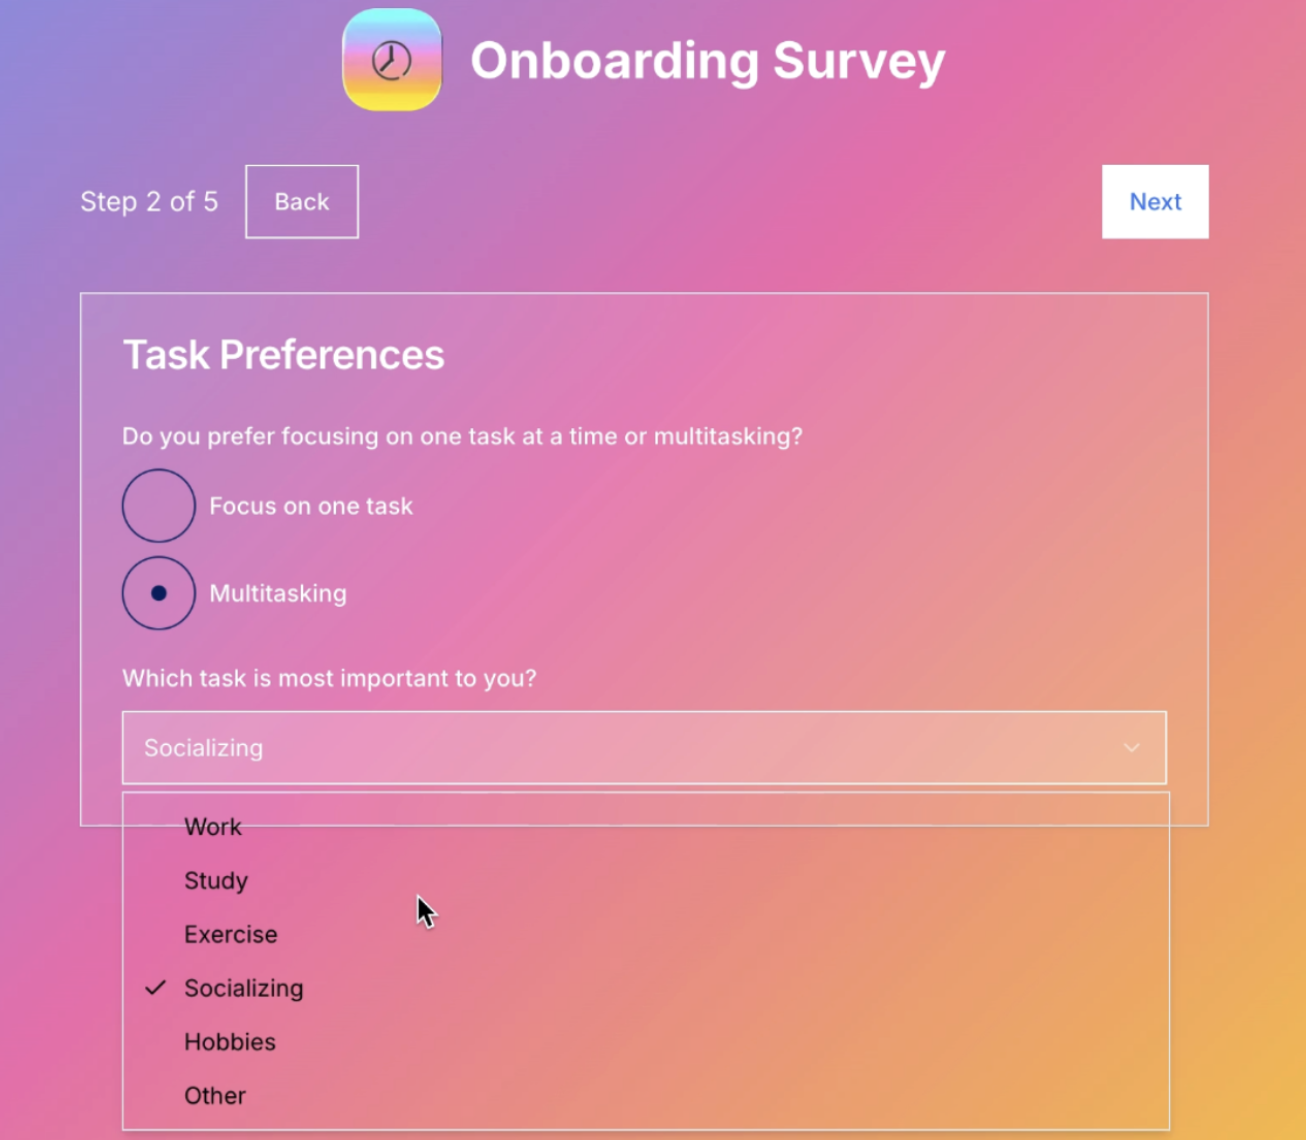 Onboarding Survey
Step 2 of 5
Back
Next
Task Preferences
Do you prefer focusing on one task at a time or multitasking?
Focus on one task
Multitasking
Which task is most important to you?
Socializing
Work
Study
Exercise
Socializing
Hobbies
Other